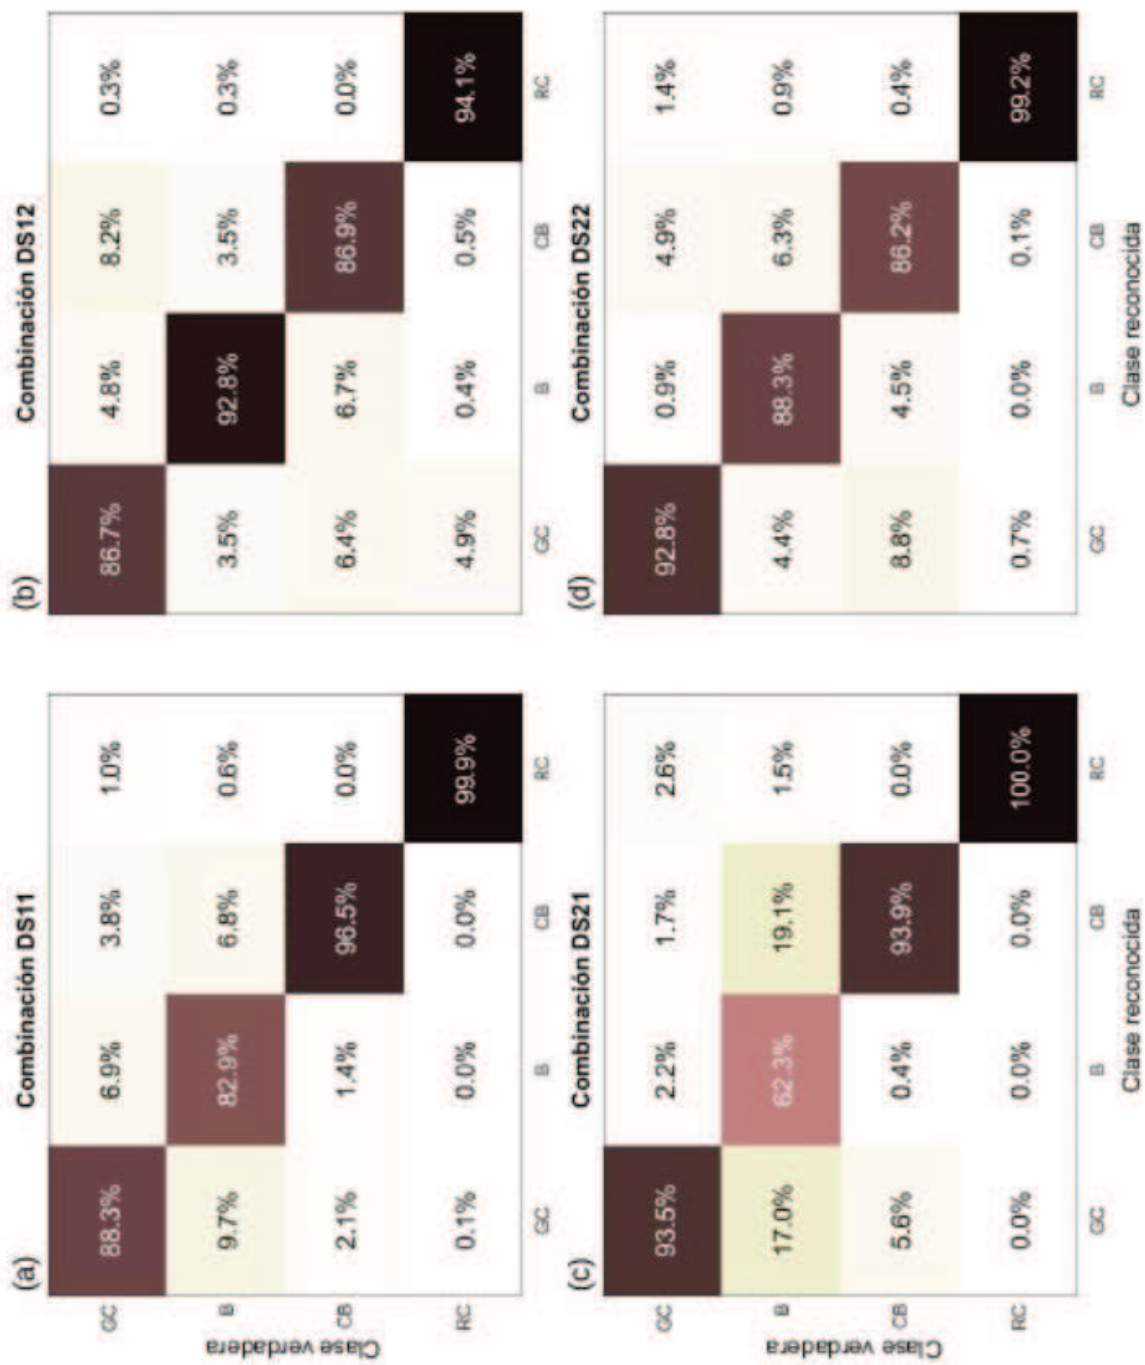 (a)
Combinación DS11
Clase verdadera
GC
88.3%
6.9%
3.8%
1.0%
B
9.7%
82.9%
6.8%
0.6%
CB
2.1%
1.4%
96.5%
0.0%
RC
0.1%
0.0%
0.0%
99.9%
GC
B
CB
RC
(b)
Combinación DS12
86.7%
4.8%
8.2%
0.3%
3.5%
92.8%
3.5%
0.3%
6.4%
6.7%
86.9%
0.0%
4.9%
0.4%
0.5%
94.1%
GC
B
CB
RC
(c)
Combinación DS21
Clase verdadera
GC
93.5%
2.2%
1.7%
2.6%
B
17.0%
62.3%
19.1%
1.5%
CB
5.6%
0.4%
93.9%
0.0%
RC
0.0%
0.0%
0.0%
100.0%
GC
B
CB
RC
Clase reconocida
(d)
Combinación DS22
92.8%
0.9%
4.9%
1.4%
4.4%
88.3%
6.3%
0.9%
8.8%
4.5%
86.2%
0.4%
0.7%
0.0%
0.1%
99.2%
GC
B
CB
RC
Clase reconocida